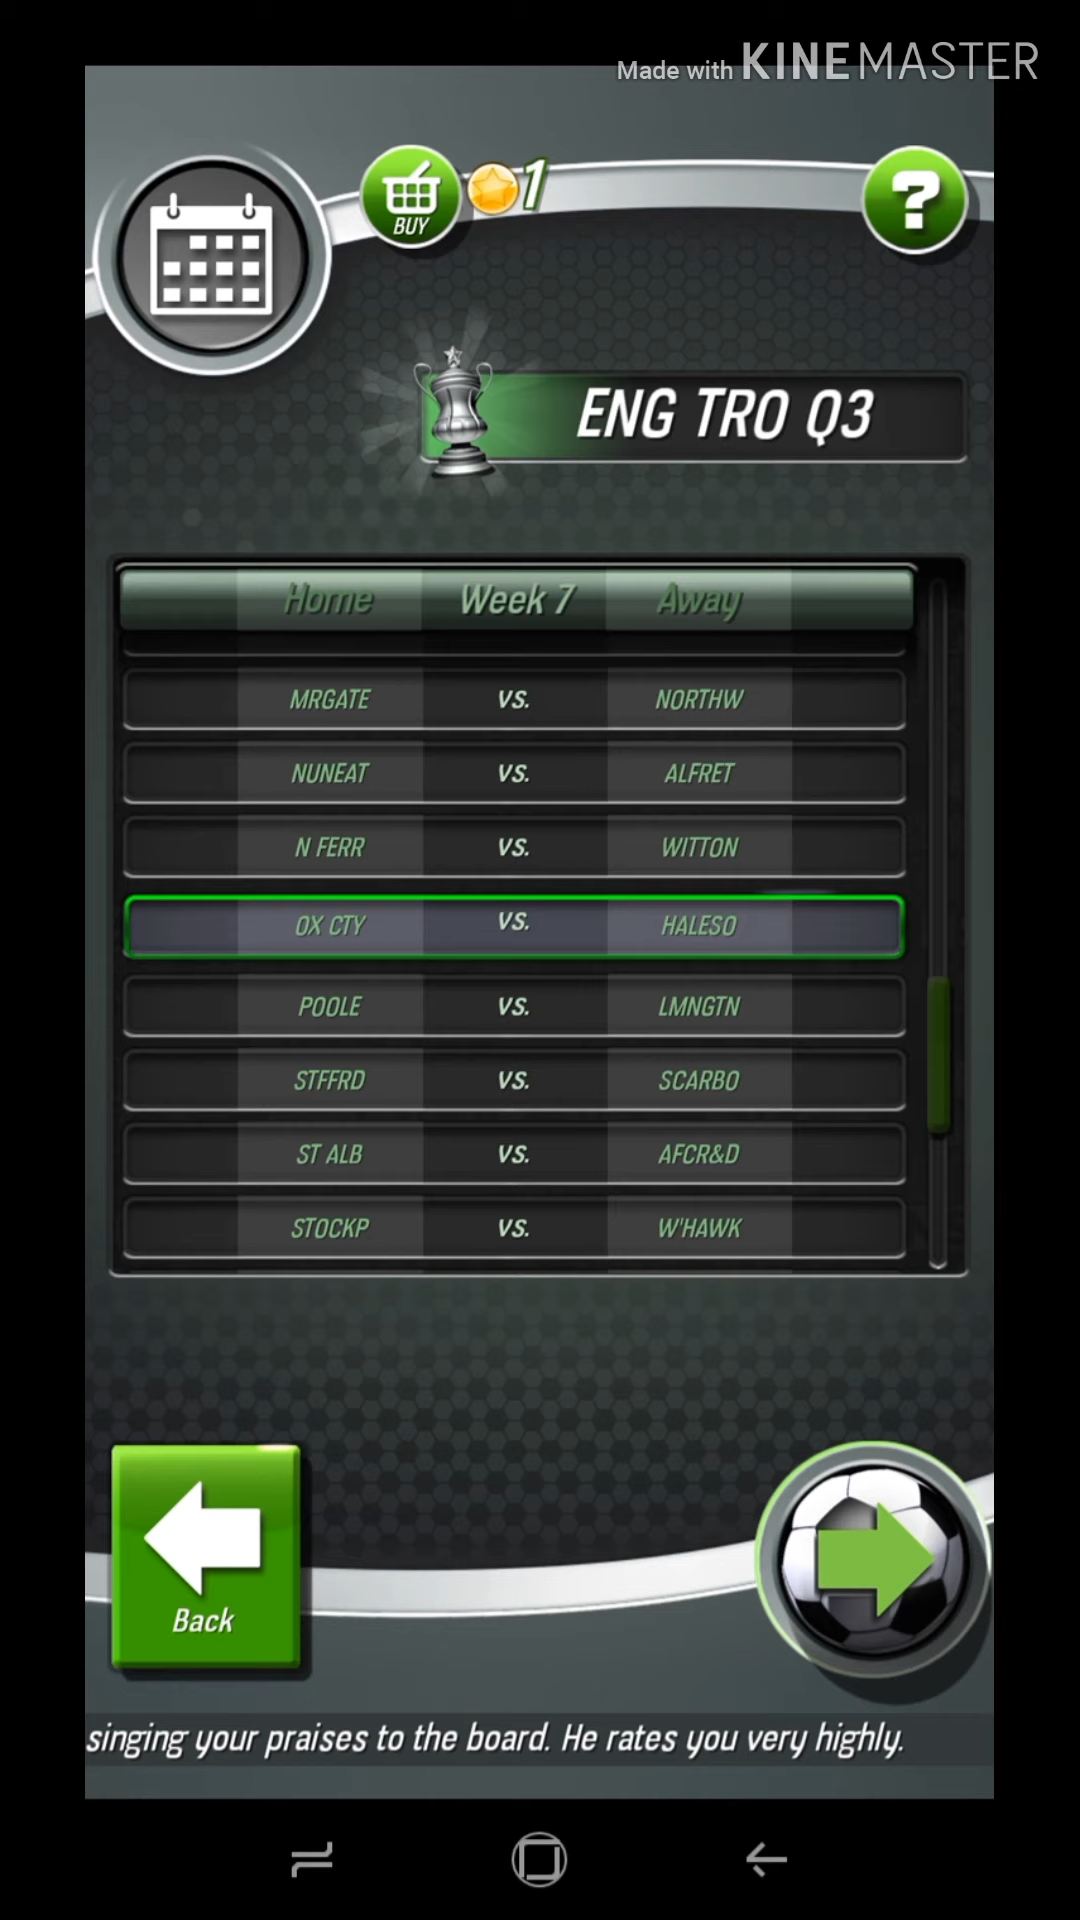 Made with KINEMASTER
BUY
1
?
ENG TRO Q3
Home Week 7 Away
MRGATE VS. NORTHW
NUNEAT VS. ALFRET
N FERR VS. WITTON
OX CTY VS. HALESO
POOLE VS. LMNGTN
STFFRD VS. SCARBO
ST ALB VS. AFCR&D
STOCKP VS. W'HAWK
Back
singing your praises to the board. He rates you very highly.